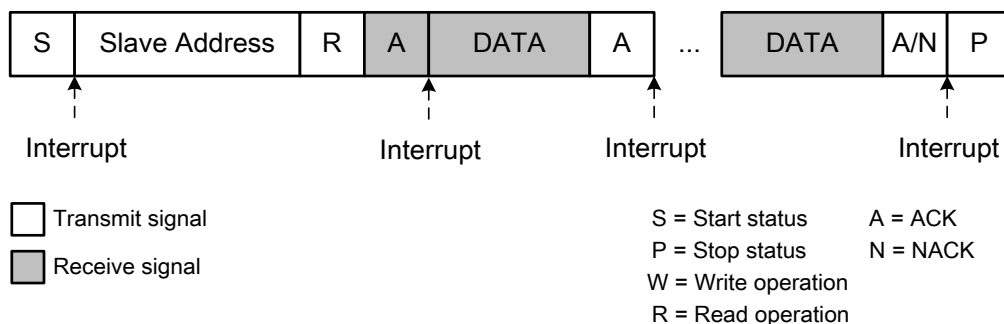 S Slave Address R A DATA A ... DATA A/N P
Interrupt Interrupt Interrupt Interrupt
Transmit signal
Receive signal
S = Start status A = ACK
P = Stop status N = NACK
W = Write operation
R = Read operation